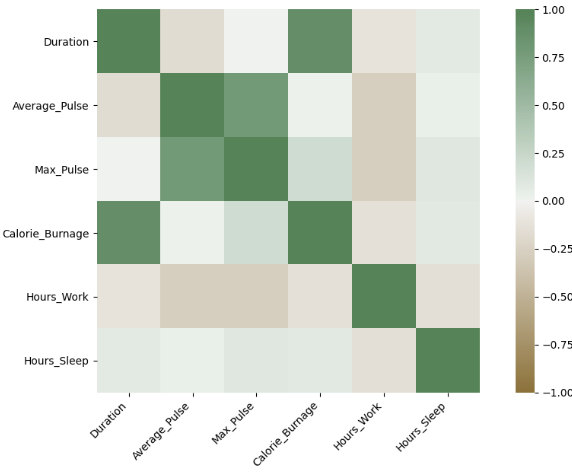 Duration
Average_Pulse
Max_Pulse
Calorie_Burnage
Hours_Work
Hours_Sleep
Duration
Average_Pulse
Max_Pulse
Calorie_Burnage
Hours_Work
Hours_Sleep
1.00
0.75
0.50
0.25
0.00
−0.25
−0.50
−0.75
−1.00